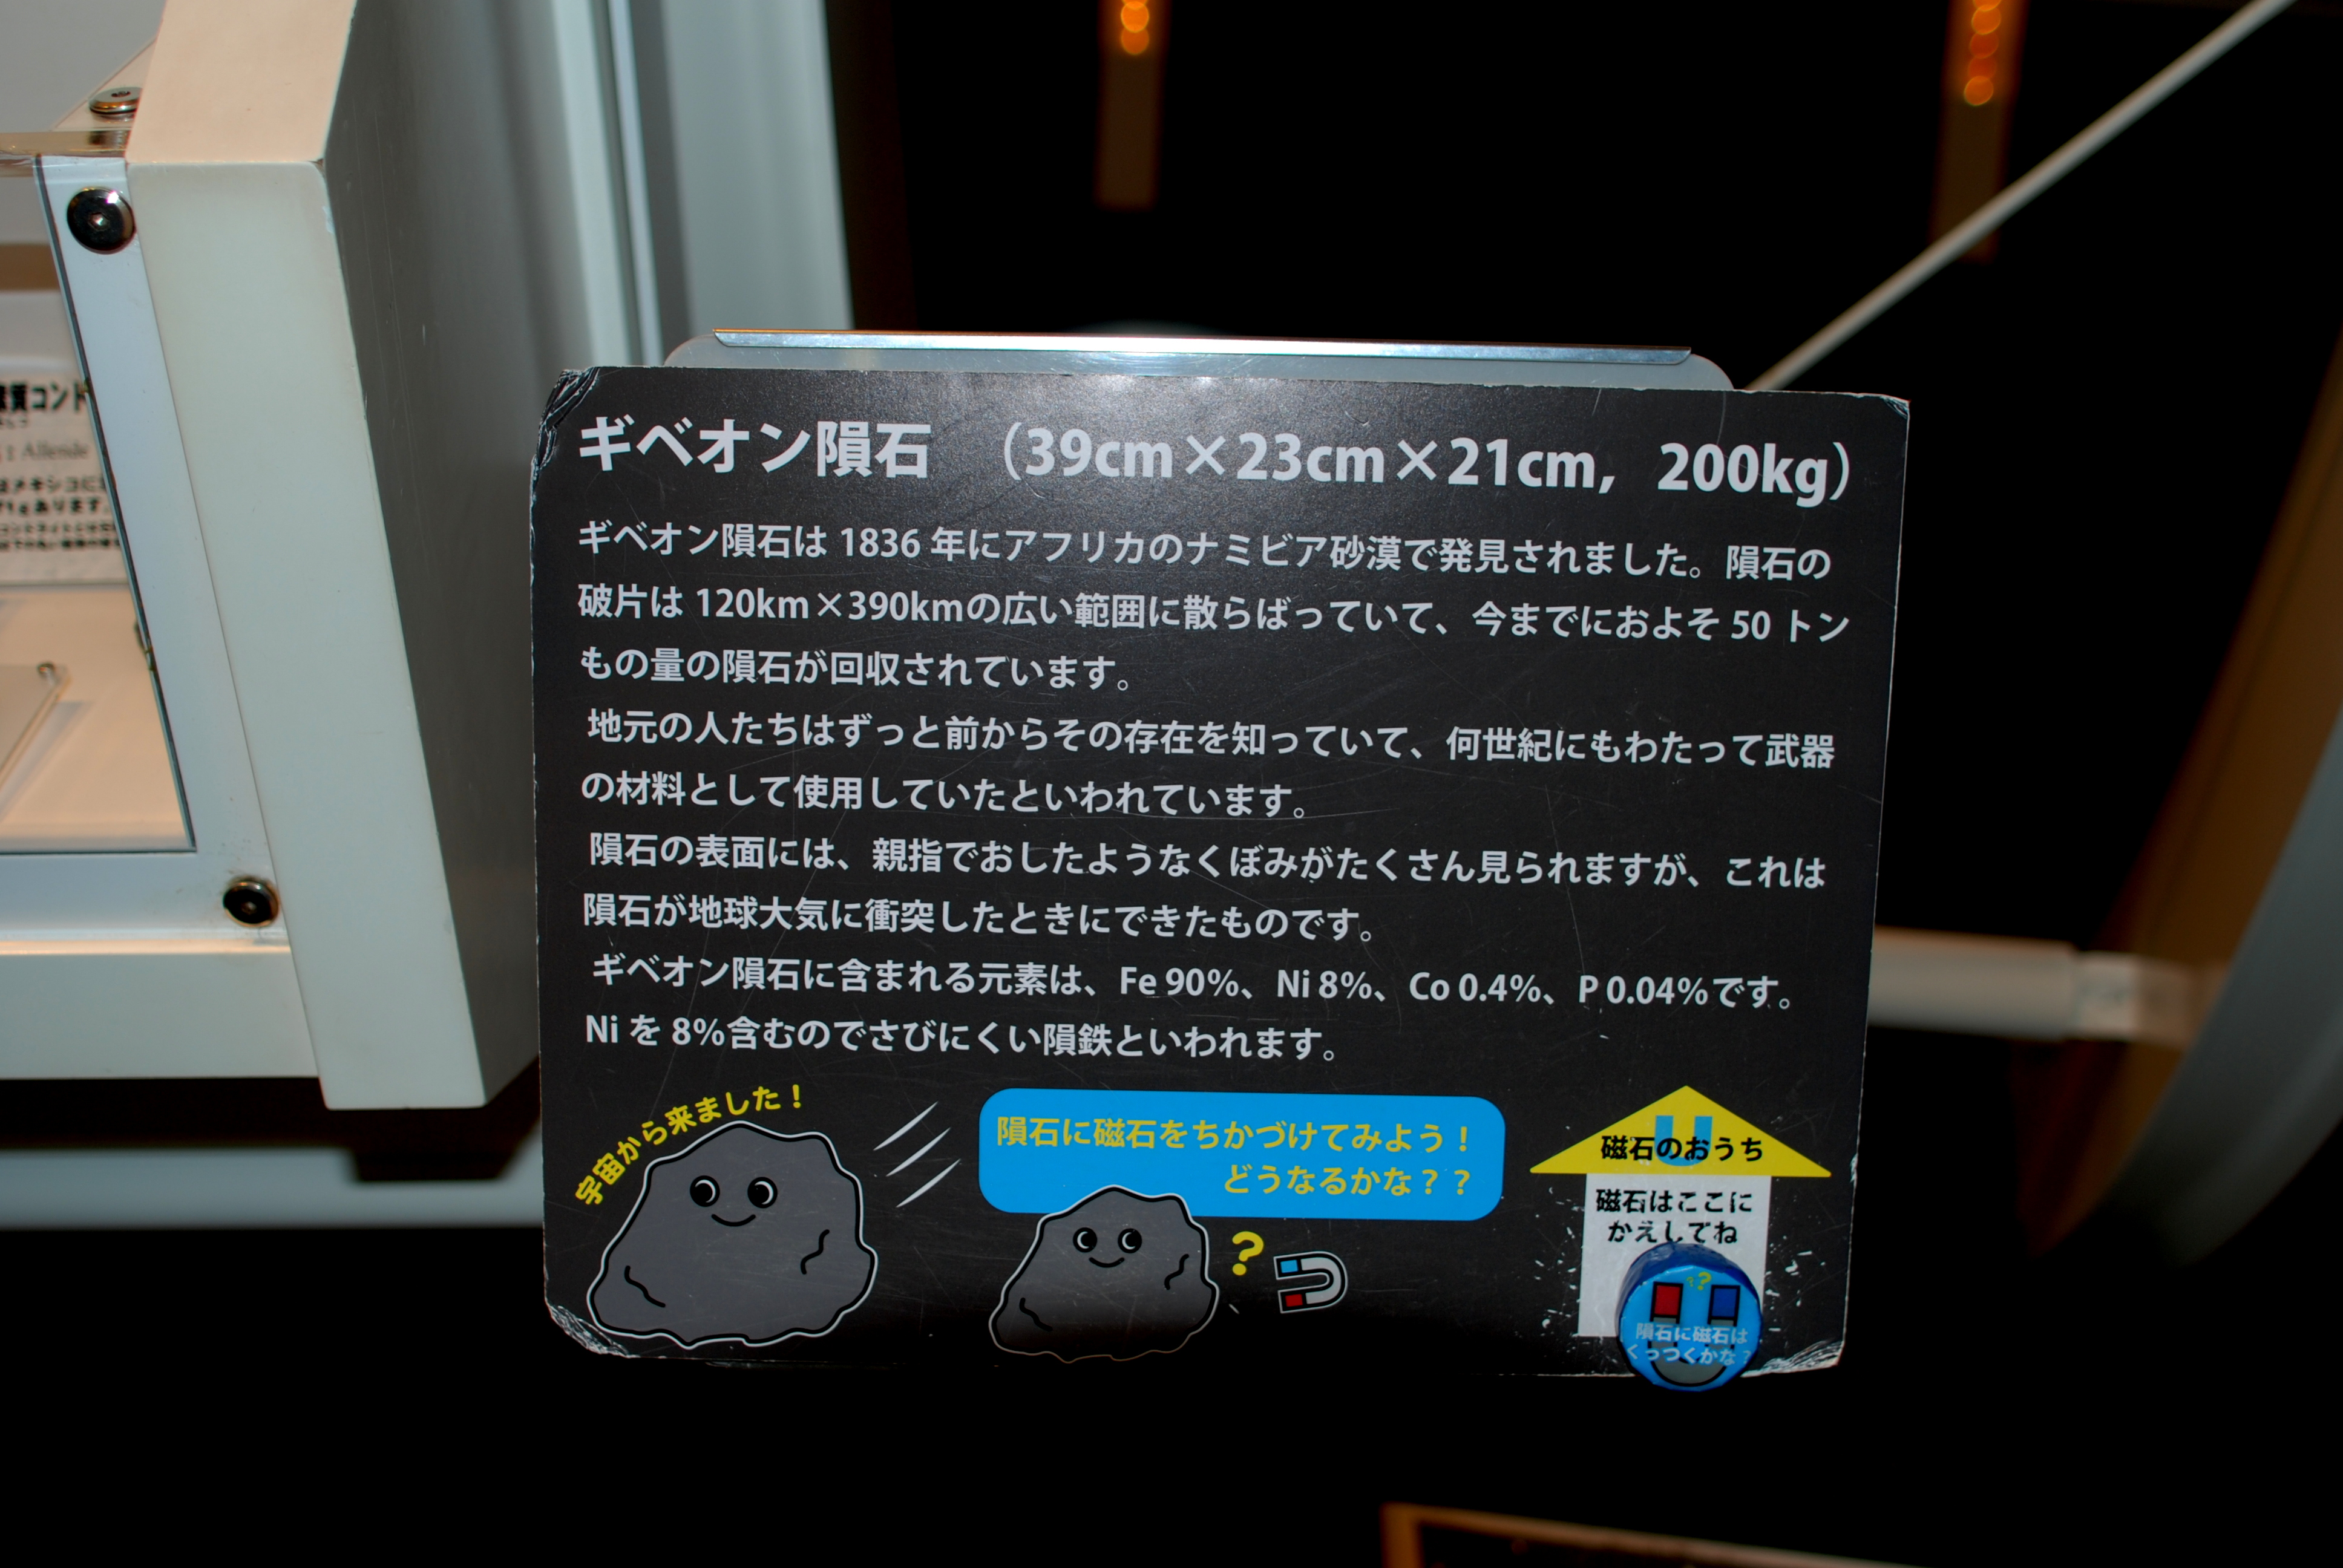 質コンド
: Allende
メキシコに
あります。
ギベオン隕石　（39cm×23cm×21cm,　200kg）
ギベオン隕石は 1836 年にアフリカのナミビア砂漠で発見されました。隕石の
破片は 120km×390kmの広い範囲に散らばっていて、今までにおよそ 50 トン
もの量の隕石が回収されています。
地元の人たちはずっと前からその存在を知っていて、何世紀にもわたって武器
の材料として使用していたといわれています。
隕石の表面には、親指でおしたようなくぼみがたくさん見られますが、これは
隕石が地球大気に衝突したときにできたものです。
ギベオン隕石に含まれる元素は、Fe 90%、Ni 8%、Co 0.4%、P 0.04%です。
Ni を 8%含むのでさびにくい隕鉄といわれます。
宇宙から来ました！
隕石に磁石をちかづけてみよう！
どうなるかな？？
?
磁石のおうち
磁石はここに
かえしてね
??
隕石に磁石は
くっつくかな？